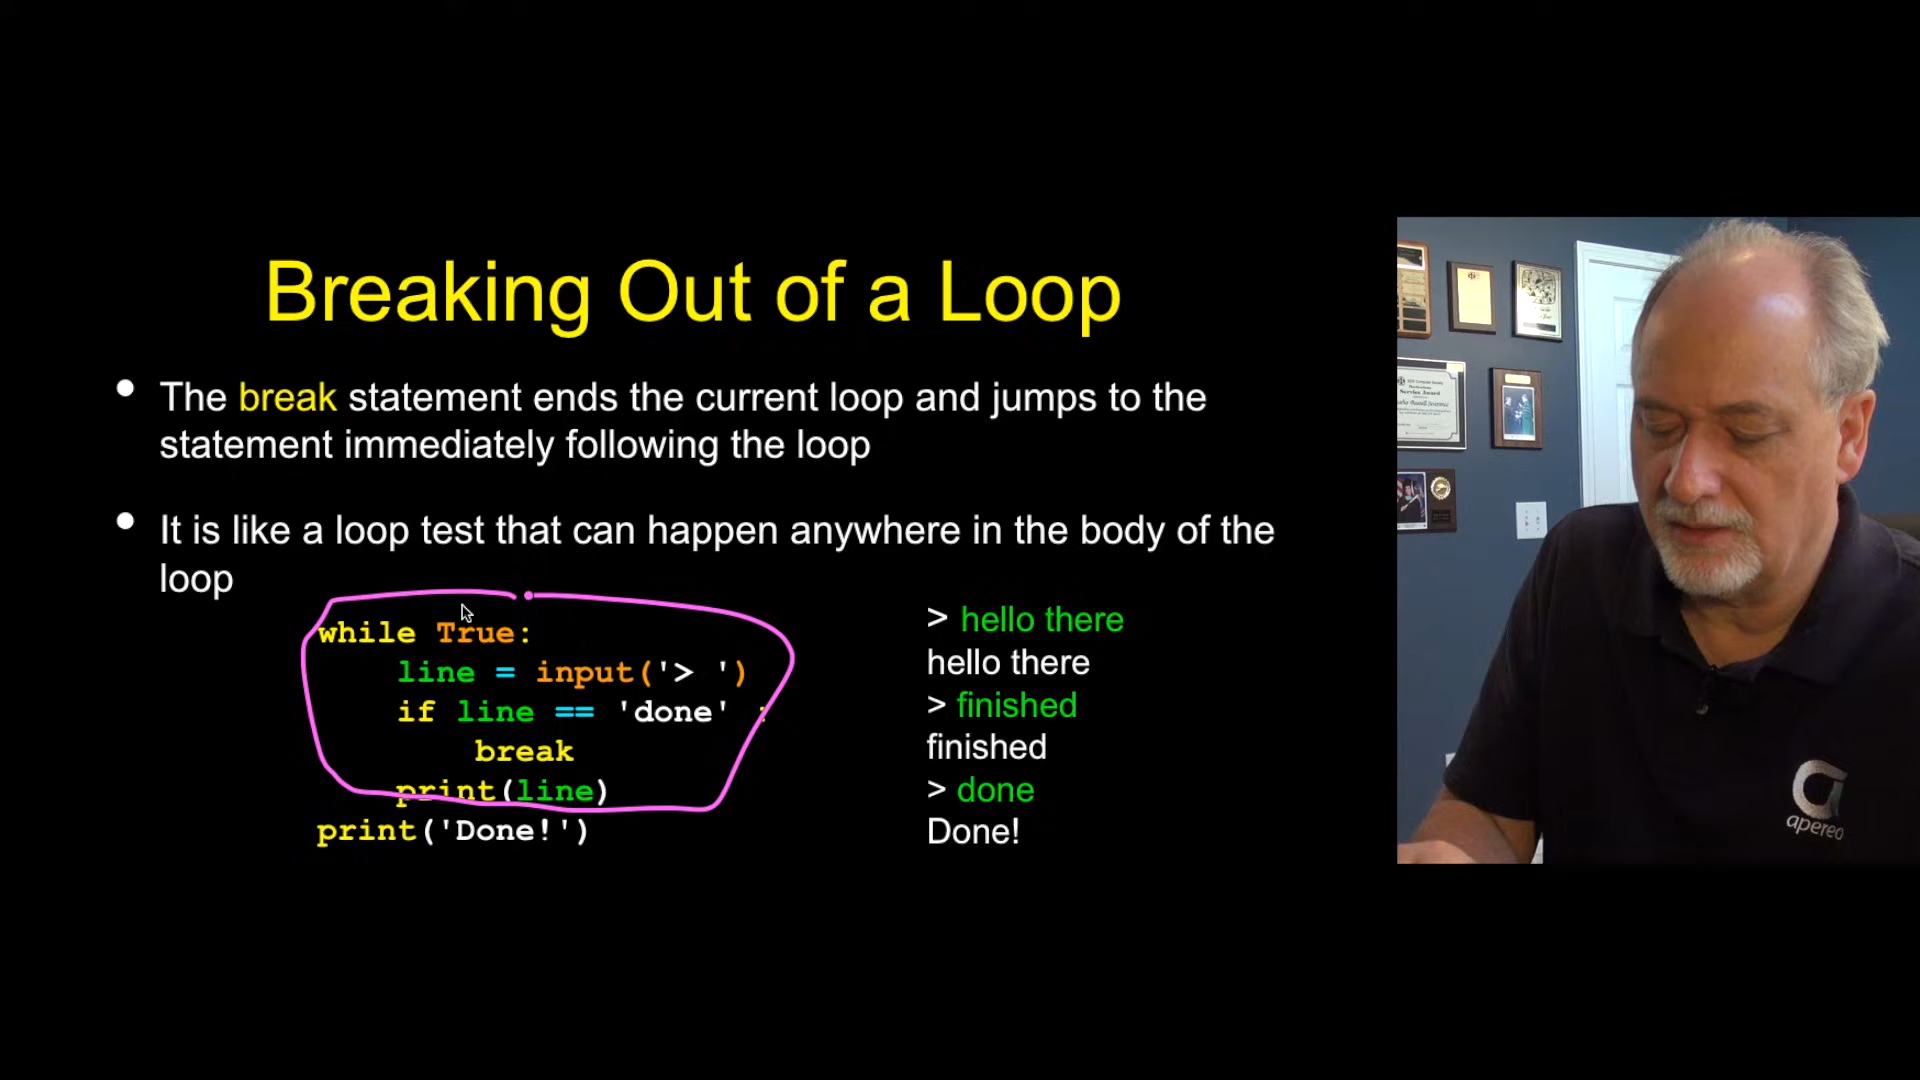 Breaking Out of a Loop
• The break statement ends the current loop and jumps to the
statement immediately following the loop
• It is like a loop test that can happen anywhere in the body of the
loop
while True:
    line = input('> ')
    if line == 'done' :
        break
    print(line)
print('Done!')
> hello there
hello there
> finished
finished
> done
Done!
Service Award
apereo